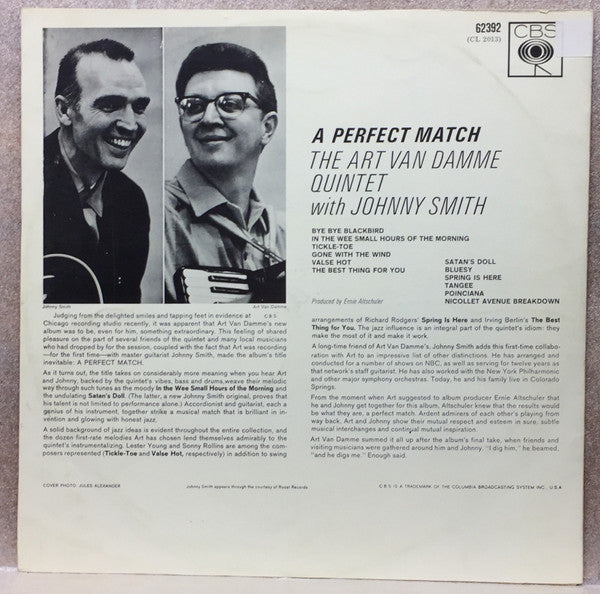 62392
(CL 2013)
CBS
A PERFECT MATCH
THE ART VAN DAMME
QUINTET
with JOHNNY SMITH
BYE BYE BLACKBIRD
IN THE WEE SMALL HOURS OF THE MORNING
TICKLE-TOE
GONE WITH THE WIND
VALSE HOT
THE BEST THING FOR YOU
SATAN'S DOLL
BLUESY
SPRING IS HERE
TANGEE
POINCIANA
NICOLLET AVENUE BREAKDOWN
Produced by Ernie Altschuler
Johnny Smith
Art Van Damme
Judging from the delighted smiles and tapping feet in evidence at CBS
Chicago recording studio recently, it was apparent that Art Van Damme's new
album was to be, even for him, something extraordinary. This feeling of shared
pleasure on the part of several friends of the quintet and many local musicians
who had dropped by for the session, coupled with the fact that Art was recording
—for the first time—with master guitarist Johnny Smith, made the album's title
inevitable: A PERFECT MATCH.
As it turns out, the title takes on considerably more meaning when you hear Art
and Johnny, backed by the quintet's vibes, bass and drums, weave their melodic
way through such tunes as the moody In the Wee Small Hours of the Morning and
the undulating Satan's Doll. (The latter, a new Johnny Smith original, proves that
his talent is not limited to performance alone.) Accordionist and guitarist, each a
genius of his instrument, together strike a musical match that is brilliant in in-
vention and glowing with honest jazz.
A solid background of jazz ideas is evident throughout the entire collection, and
the dozen first-rate melodies Art has chosen lend themselves admirably to the
quintet's instrumentalizing. Lester Young and Sonny Rollins are among the com-
posers represented (Tickle-Toe and Valse Hot, respectively) in addition to swing
arrangements of Richard Rodgers' Spring Is Here and Irving Berlin's The Best
Thing for You. The jazz influence is an integral part of the quintet's idiom: they
make the most of it and make it work.
A long-time friend of Art Van Damme's, Johnny Smith adds this first-time collabo-
ration with Art to an impressive list of other distinctions. He has arranged and
conducted for a number of shows on NBC, as well as serving for twelve years as
that network's staff guitarist. He has also worked with the New York Philharmonic
and other major symphony orchestras. Today, he and his family live in Colorado
Springs.
From the moment when Art suggested to album producer Ernie Altschuler that
he and Johnny get together for this album, Altschuler knew that the results would
be what they are, a perfect match. Ardent admirers of each other's playing from
way back, Art and Johnny show their mutual respect and esteem in sure, subtle
musical interchanges and continual mutual inspiration.
Art Van Damme summed it all up after the album's final take, when friends and
visiting musicians were gathered around him and Johnny. "I dig him," he beamed,
"and he digs me." Enough said.
COVER PHOTO: JULES ALEXANDER
Johnny Smith appears through the courtesy of Roost Records
CBS IS A TRADEMARK OF THE COLUMBIA BROADCASTING SYSTEM INC., U.S.A